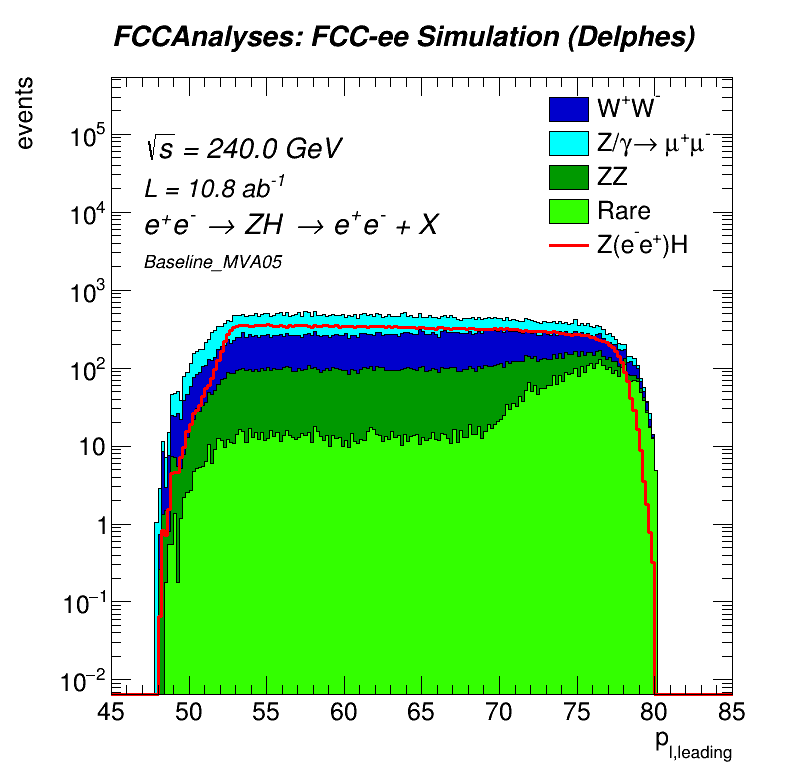 FCCAnalyses: FCC-ee Simulation (Delphes)
events
√s = 240.0 GeV
L = 10.8 ab⁻¹
e⁺e⁻ → ZH → e⁺e⁻ + X
Baseline_MVA05
W⁺W⁻
Z/γ→ μ⁺μ⁻
ZZ
Rare
Z(e⁻e⁺)H
10⁵
10⁴
10³
10²
10
1
10⁻¹
10⁻²
45 50 55 60 65 70 75 80 85
p_l,leading